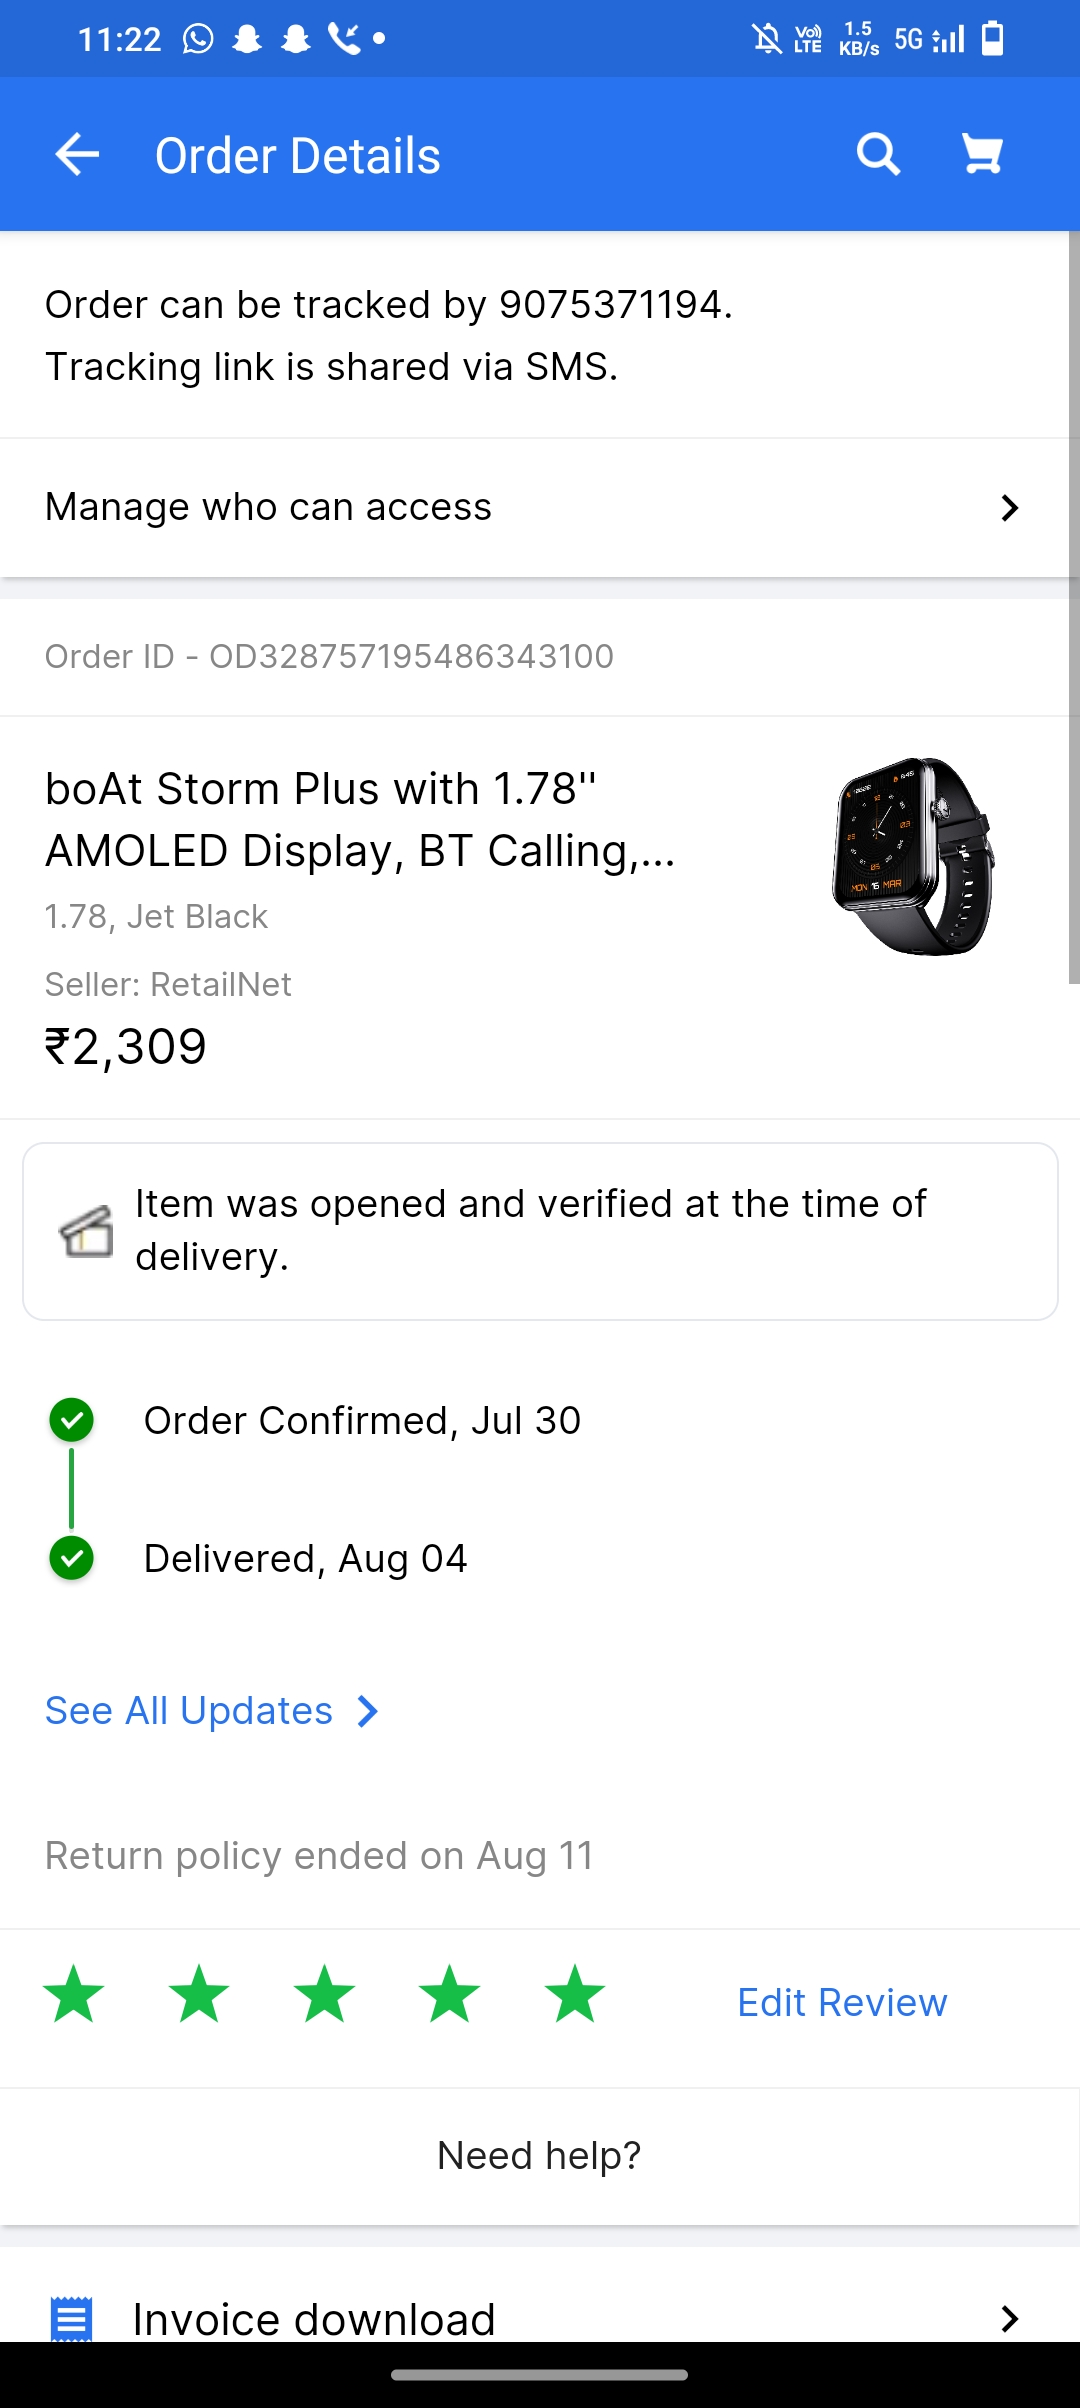 11:22 Vo)) LTE 1.5 KB/s 5G
Order Details
Order can be tracked by 9075371194.
Tracking link is shared via SMS.
Manage who can access
Order ID - OD328757195486343100
boAt Storm Plus with 1.78"
AMOLED Display, BT Calling,...
1.78, Jet Black
Seller: RetailNet
₹2,309
MON 16 MAR
Item was opened and verified at the time of
delivery.
Order Confirmed, Jul 30
Delivered, Aug 04
See All Updates
Return policy ended on Aug 11
Edit Review
Need help?
Invoice download